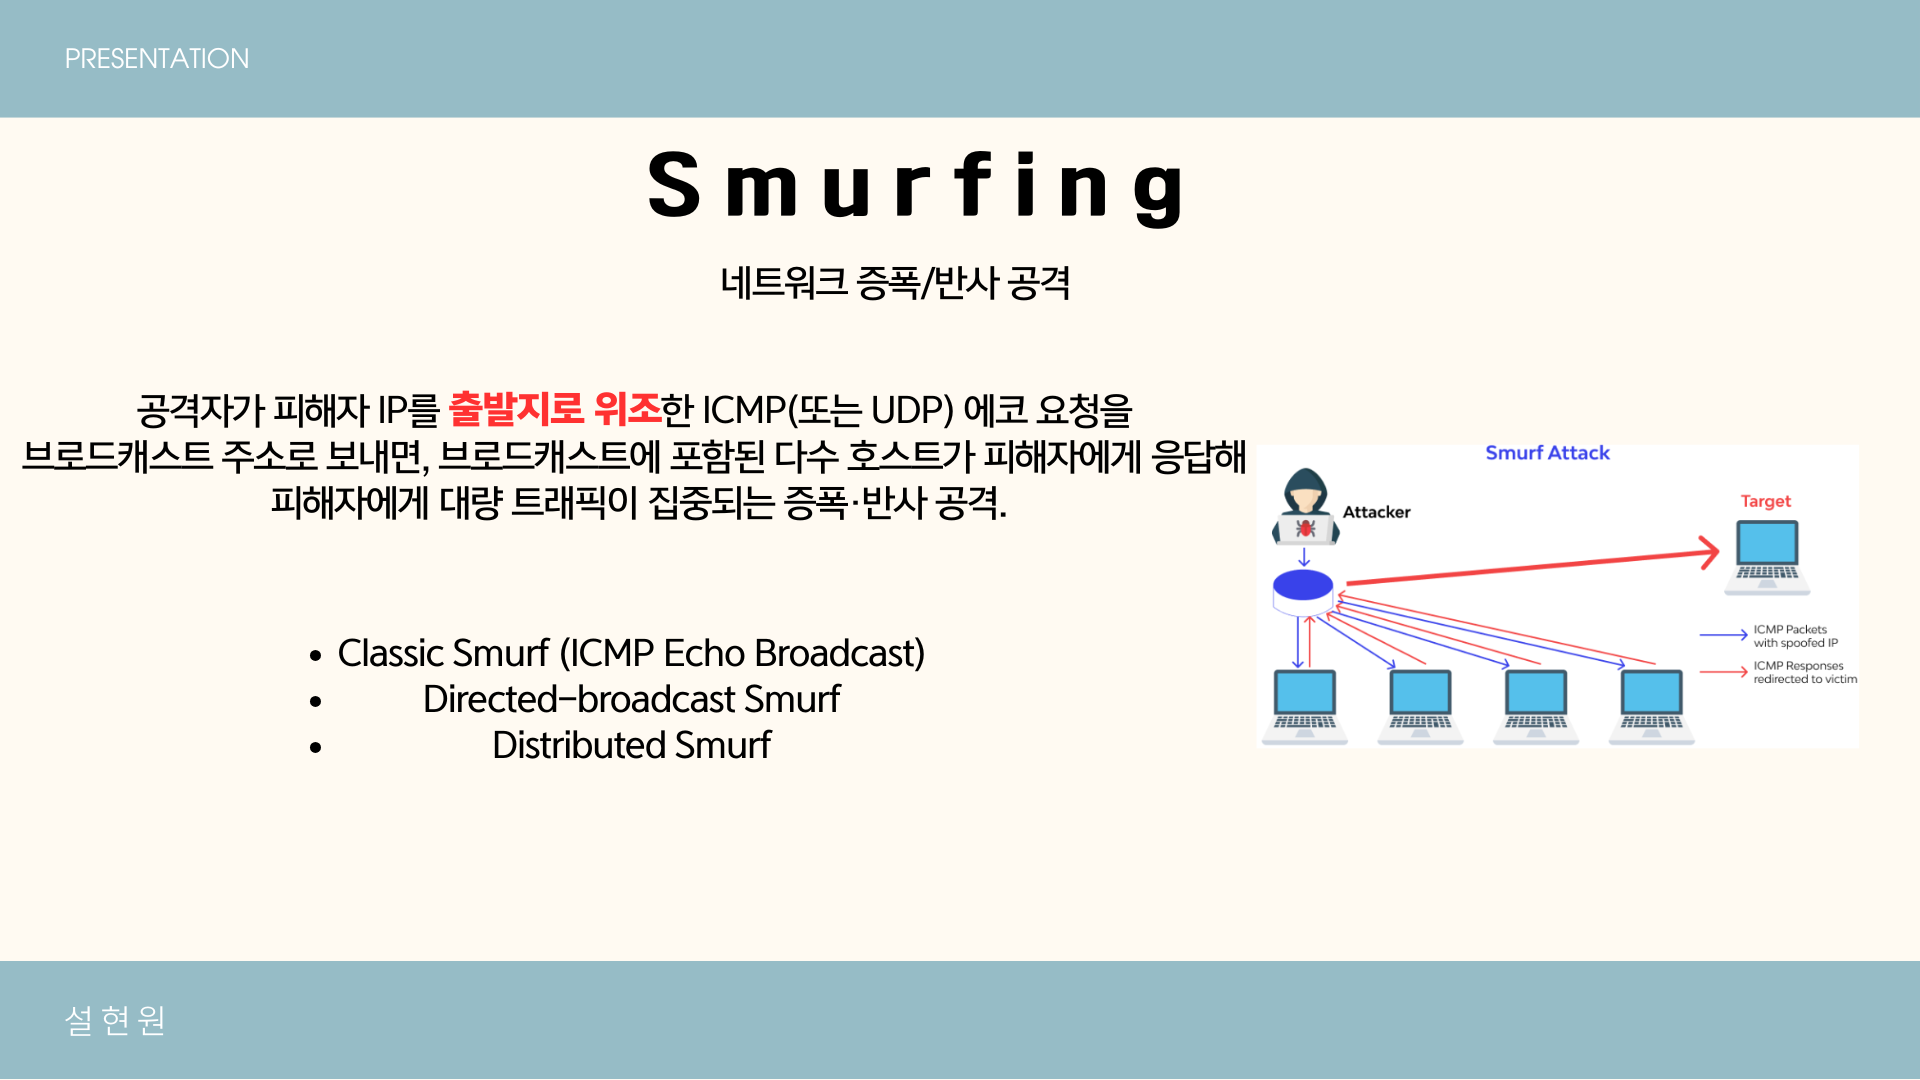 PRESENTATION
Smurfing
네트워크 증폭/반사 공격
공격자가 피해자 IP를 출발지로 위조한 ICMP(또는 UDP) 에코 요청을
브로드캐스트 주소로 보내면, 브로드캐스트에 포함된 다수 호스트가 피해자에게 응답해
피해자에게 대량 트래픽이 집중되는 증폭·반사 공격.
• Classic Smurf (ICMP Echo Broadcast)
• Directed-broadcast Smurf
• Distributed Smurf
Smurf Attack
Attacker
Target
ICMP Packets
with spoofed IP
ICMP Responses
redirected to victim
설현원